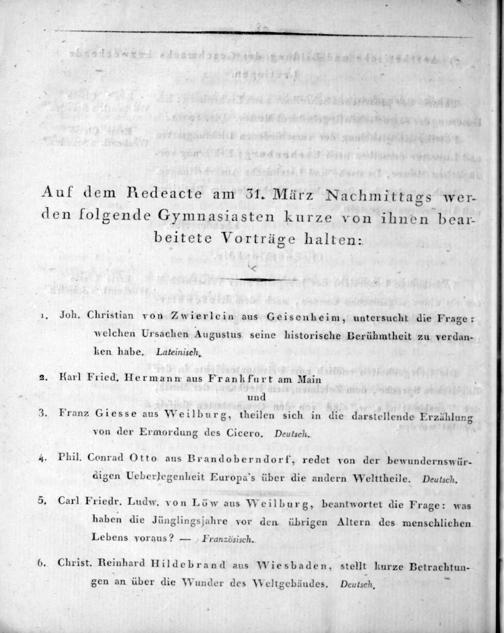 Auf dem Redeacte am 31. März Nachmittags wer-
den folgende Gymnasiasten kurze von ihnen bear-
beitete Vorträge halten:
1. Joh. Christian von Zwierlein aus Geisenheim, untersucht die Frage:
welchen Ursachen Augustus seine historische Berühmtheit zu verdan-
ken habe. Lateinisch.
2. Karl Fried. Hermann aus Frankfurt am Main
und
3. Franz Giesse aus Weilburg, theilen sich in die darstellende Erzählung
von der Ermordung des Cicero. Deutsch.
4. Phil. Conrad Otto aus Brandoberndorf, redet von der bewundernswür-
digen Ueberlegenheit Europa's über die andern Welttheile. Deutsch.
5. Carl Friedr. Ludw. von Löw aus Weilburg, beantwortet die Frage: was
haben die Jünglingsjahre vor den übrigen Altern des menschlichen
Lebens voraus? — Französisch.
6. Christ. Reinhard Hildebrand aus Wiesbaden, stellt kurze Betrachtun-
gen an über die Wunder des Weltgebäudes. Deutsch.